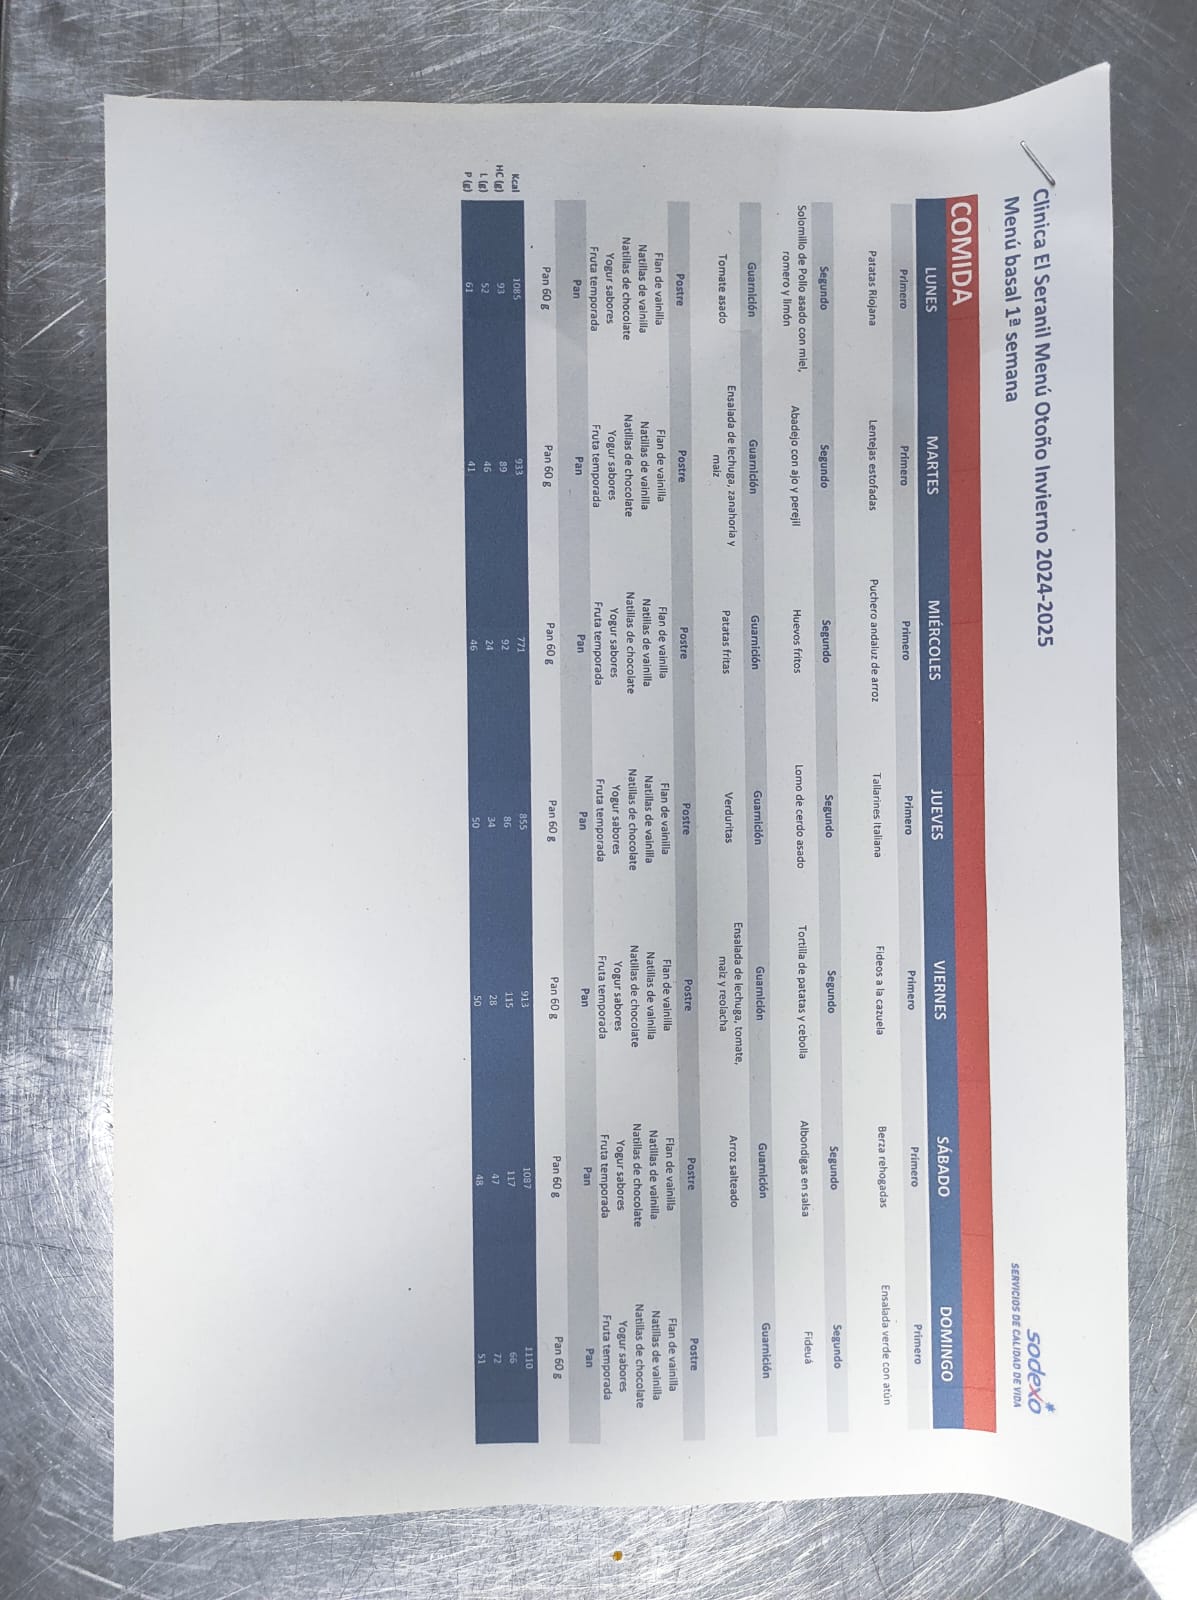 Clinica El Seranil Menú Otoño Invierno 2024-2025
Menú basal 1ª semana
sodexo
SERVICIOS DE CALIDAD DE VIDA
COMIDA
LUNES MARTES MIÉRCOLES JUEVES VIERNES SÁBADO DOMINGO
Primero Primero Primero Primero Primero Primero Primero
Patatas Riojana Lentejas estofadas Puchero andaluz de arroz Tallarines Italiana Fideos a la cazuela Berza rehogadas Ensalada verde con atún
Segundo Segundo Segundo Segundo Segundo Segundo Segundo
Solomillo de Pollo asado con miel,
romero y limón
Abadejo con ajo y perejil Huevos fritos Lomo de cerdo asado Tortilla de patatas y cebolla Albondigas en salsa Fideuá
Guarnición Guarnición Guarnición Guarnición Guarnición Guarnición Guarnición
Tomate asado
Ensalada de lechuga, zanahoria y
maiz
Patatas fritas Verduritas
Ensalada de lechuga, tomate,
maiz y reolacha
Arroz salteado
Postre Postre Postre Postre Postre Postre Postre
Flan de vainilla Flan de vainilla Flan de vainilla Flan de vainilla Flan de vainilla Flan de vainilla Flan de vainilla
Natillas de vainilla Natillas de vainilla Natillas de vainilla Natillas de vainilla Natillas de vainilla Natillas de vainilla Natillas de vainilla
Natillas de chocolate Natillas de chocolate Natillas de chocolate Natillas de chocolate Natillas de chocolate Natillas de chocolate Natillas de chocolate
Yogur sabores Yogur sabores Yogur sabores Yogur sabores Yogur sabores Yogur sabores Yogur sabores
Fruta temporada Fruta temporada Fruta temporada Fruta temporada Fruta temporada Fruta temporada Fruta temporada
Pan Pan Pan Pan Pan Pan Pan
Pan 60 g Pan 60 g Pan 60 g Pan 60 g Pan 60 g Pan 60 g Pan 60 g
Kcal 1085 933 771 855 913 1087 1110
HC (g) 93 89 92 86 115 117 66
L (g) 52 46 24 34 28 47 72
P (g) 61 41 46 50 50 48 51